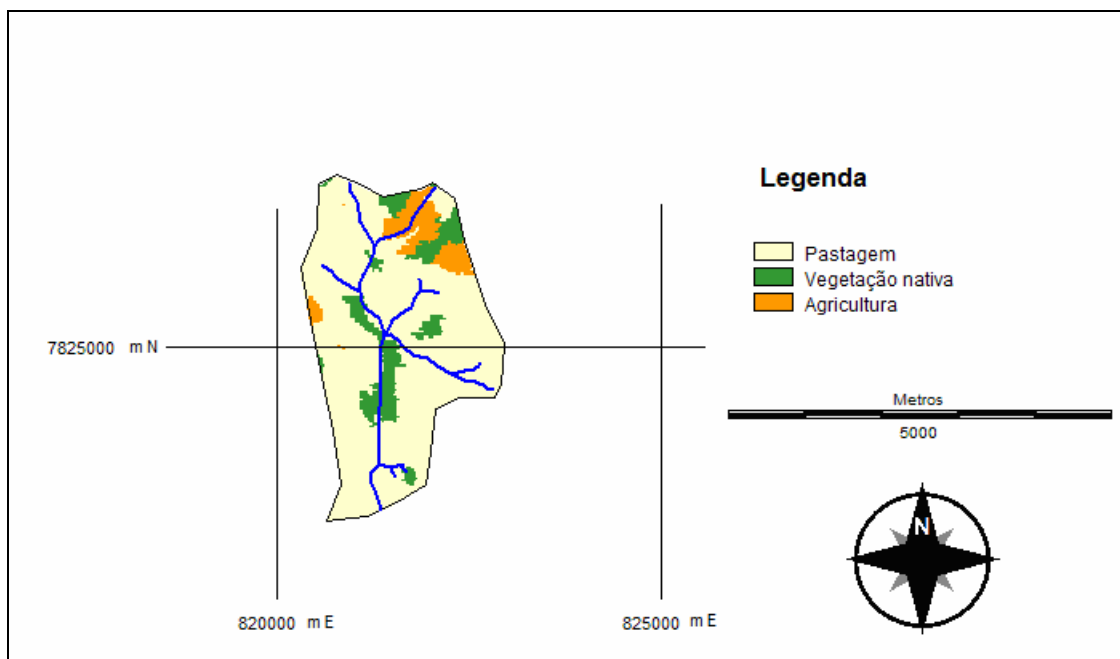 Legenda
Pastagem
Vegetação nativa
Agricultura
7825000 m N
Metros
5000
N
820000 m E
825000 m E